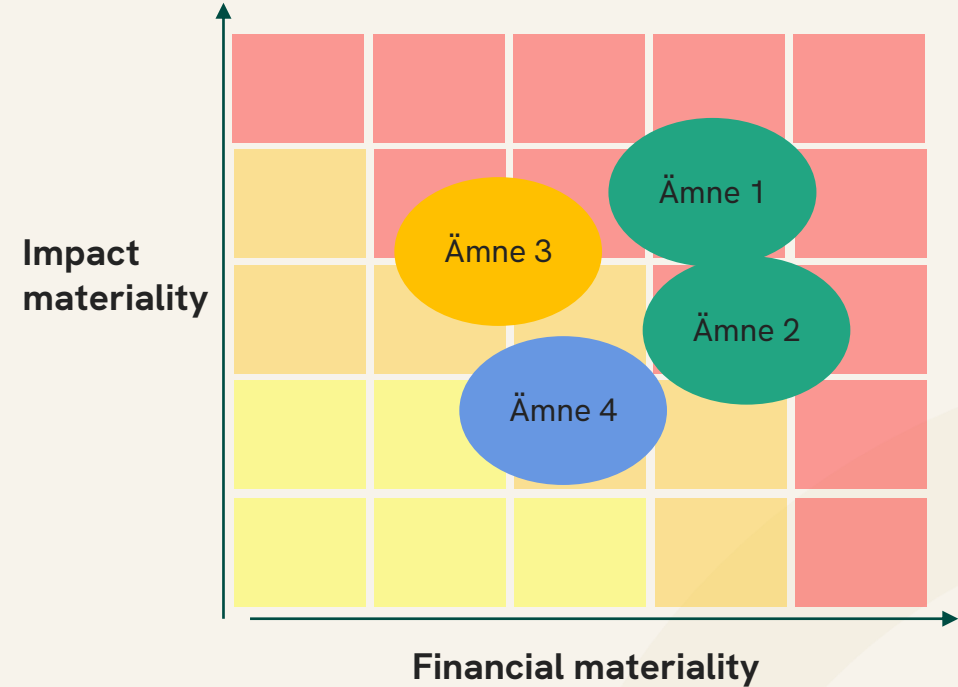 Ämne 1
Impact
materiality
Ämne 3
Ämne 2
Ämne 4
Financial materiality